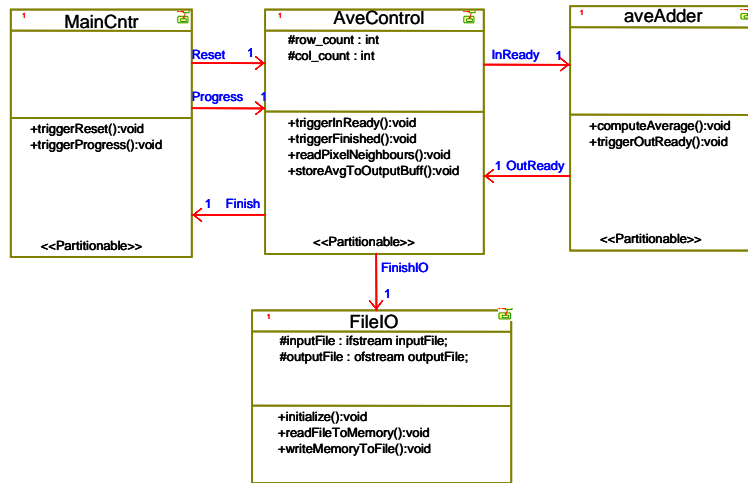 1
MainCntr
+triggerReset():void
+triggerProgress():void
<<Partitionable>>
Reset 1
Progress 1
1 Finish
1
AveControl
#row_count : int
#col_count : int
+triggerInReady():void
+triggerFinished():void
+readPixelNeighbours():void
+storeAvgToOutputBuff():void
<<Partitionable>>
InReady 1
1 OutReady
1
aveAdder
+computeAverage():void
+triggerOutReady():void
<<Partitionable>>
FinishIO
1
1
FileIO
#inputFile : ifstream inputFile;
#outputFile : ofstream outputFile;
+initialize():void
+readFileToMemory():void
+writeMemoryToFile():void